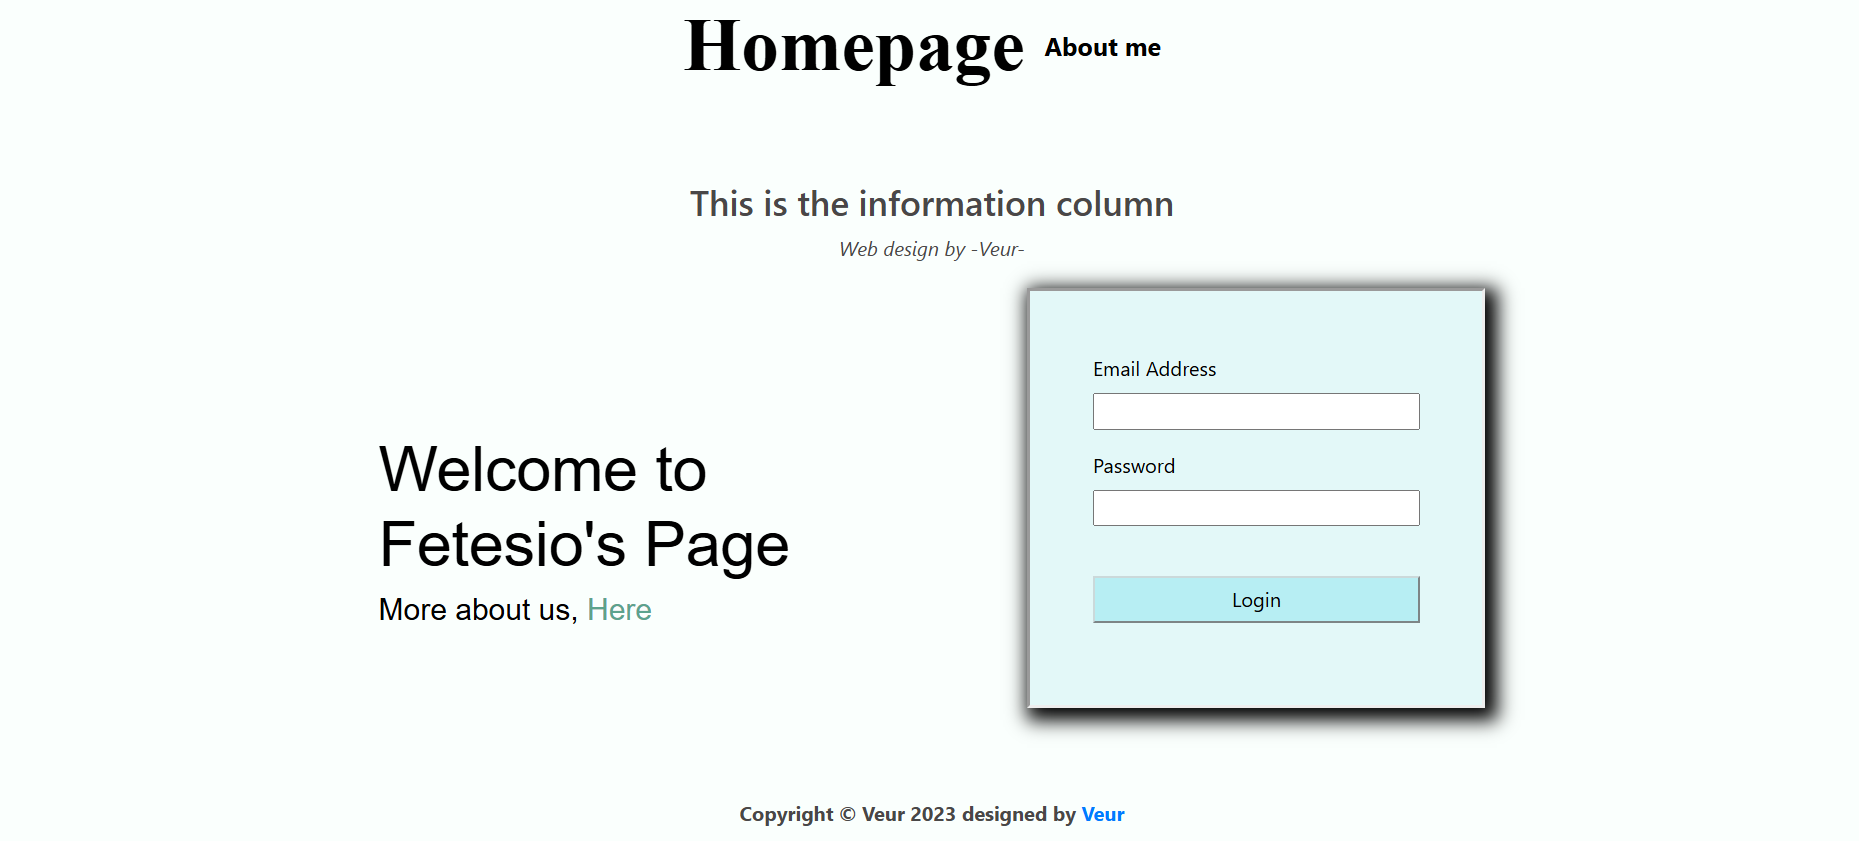 Homepage About me
This is the information column
Web design by -Veur-
Welcome to
Fetesio's Page
More about us, Here
Email Address
Password
Login
Copyright © Veur 2023 designed by Veur